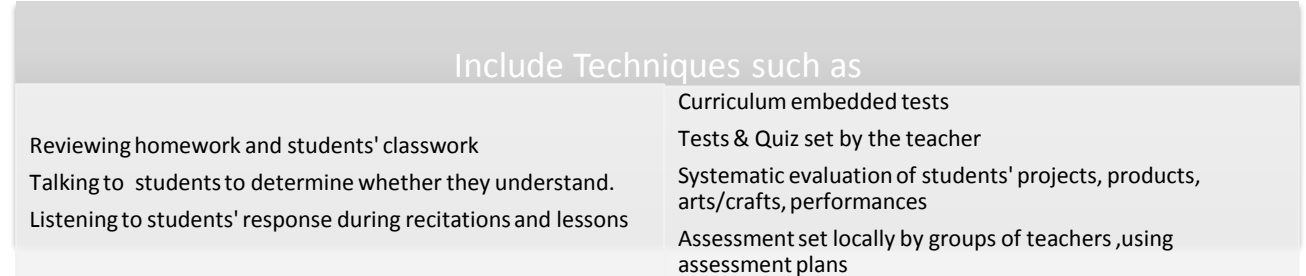 Include Techniques such as
Reviewing homework and students' classwork
Talking to students to determine whether they understand.
Listening to students' response during recitations and lessons
Curriculum embedded tests
Tests & Quiz set by the teacher
Systematic evaluation of students' projects, products,
arts/crafts, performances
Assessment set locally by groups of teachers ,using
assessment plans